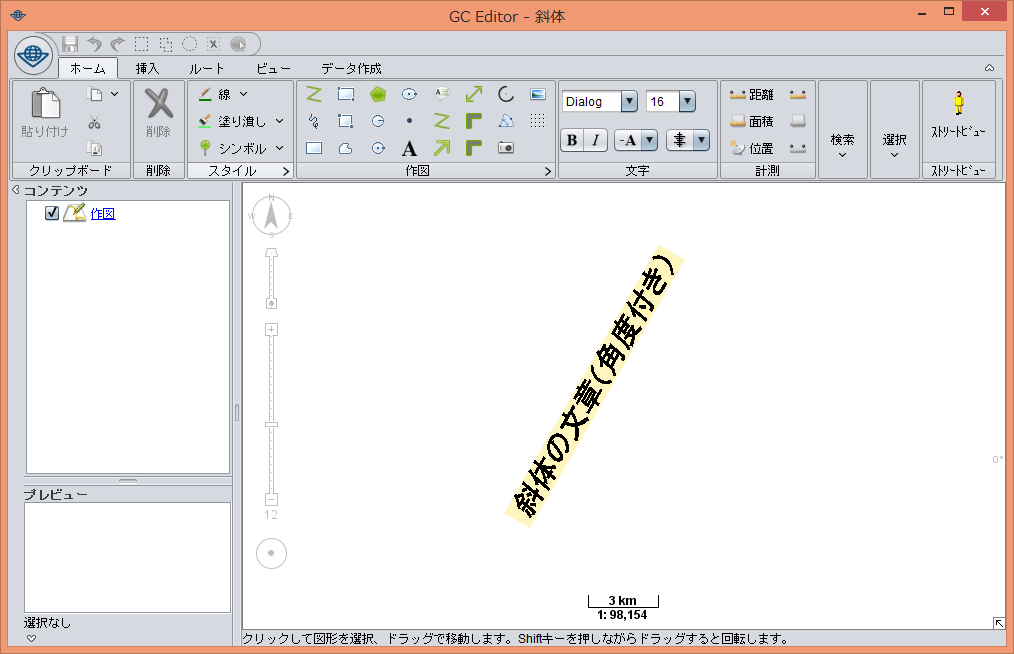 GC Editor - 斜体
ホーム 挿入 ルート ビュー データ作成
貼り付け
クリップボード
削除
削除
線
塗り潰し
シンボル
スタイル
A
A
作図
Dialog 16
B I -A
文字
距離
面積
位置
計測
検索
選択
ストリートビュー
ストリートビュー
コンテンツ
作図
プレビュー
選択なし
N
W E
S
12
斜体の文章(角度付き)
0°
3 km
1: 98,154
クリックして図形を選択、ドラッグで移動します。Shiftキーを押しながらドラッグすると回転します。